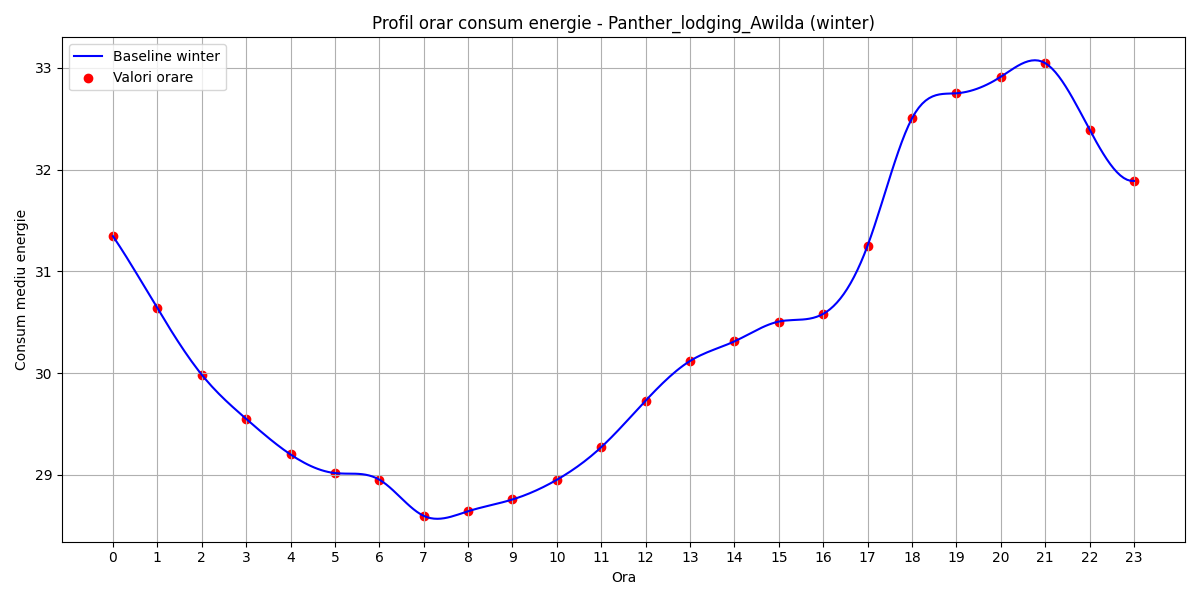 Profil orar consum energie - Panther_lodging_Awilda (winter)
Baseline winter
Valori orare
Consum mediu energie
33
32
31
30
29
0 1 2 3 4 5 6 7 8 9 10 11 12 13 14 15 16 17 18 19 20 21 22 23
Ora